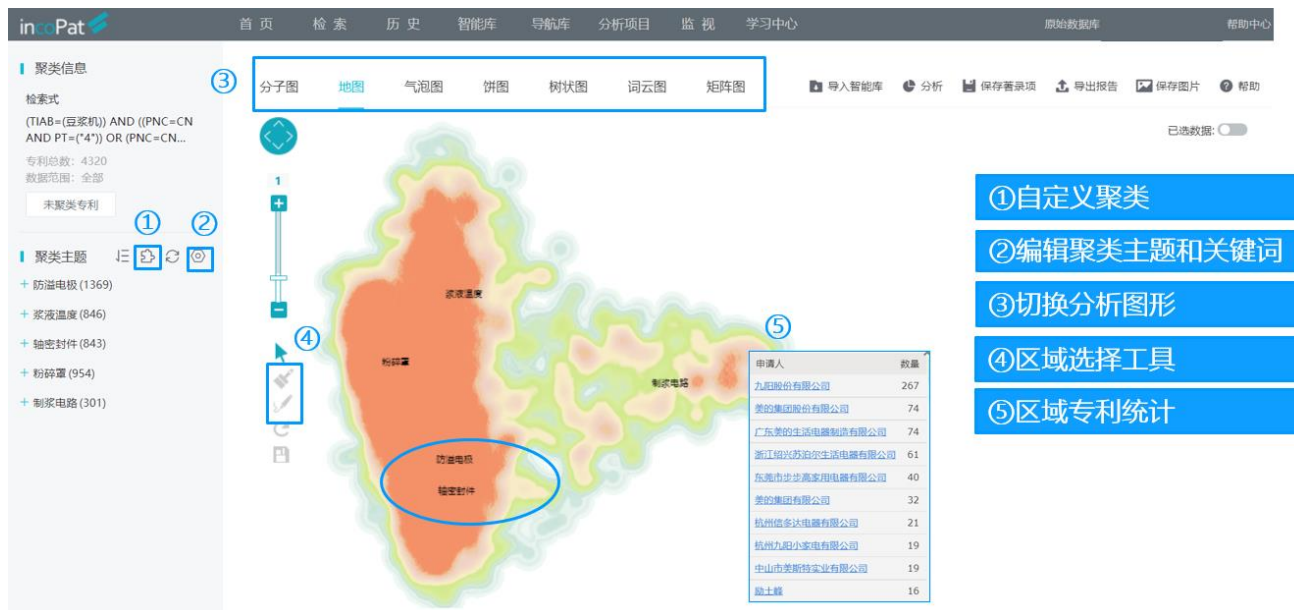 incoPat
首 页 检 索 历 史 智能库 导航库 分析项目 监 视 学习中心 原始数据库 帮助中心
聚类信息
检索式
(TIAB=(豆浆机)) AND ((PNC=CN
AND PT=("4")) OR (PNC=CN...
专利总数：4320
数据范围：全部
未聚类专利
① ②
聚类主题
+ 防溢电极 (1369)
+ 浆液温度 (846)
+ 轴密封件 (843)
+ 粉碎罩 (954)
+ 制浆电路 (301)
③
分子图 地图 气泡图 饼图 树状图 词云图 矩阵图
导入智能库 分析 保存著录项 导出报告 保存图片 帮助
已选数据:
1
④
浆液温度
粉碎罩
制浆电路
防溢电极
轴密封件
⑤
申请人 数量
九阳股份有限公司 267
美的集团股份有限公司 74
广东美的生活电器制造有限公司 74
浙江绍兴苏泊尔生活电器有限公司 61
东莞市步步高家用电器有限公司 40
美的集团有限公司 32
杭州信多达电器有限公司 21
杭州九阳小家电有限公司 19
中山市美斯特实业有限公司 19
励土峰 16
①自定义聚类
②编辑聚类主题和关键词
③切换分析图形
④区域选择工具
⑤区域专利统计